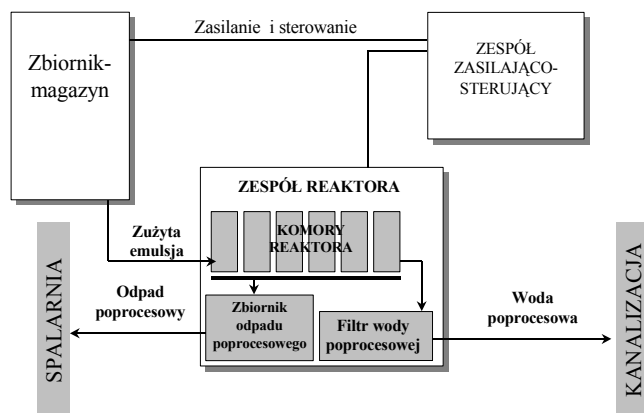 Zasilanie i sterowanie
Zbiornik-
magazyn
ZESPÓŁ
ZASILAJĄCO-
STERUJĄCY
ZESPÓŁ REAKTORA
KOMORY
REAKTORA
Zużyta
emulsja
Odpad
poprocesowy
Zbiornik
odpadu
poprocesowego
Filtr wody
poprocesowej
Woda
poprocesowa
SPALARNIA
KANALIZACJA